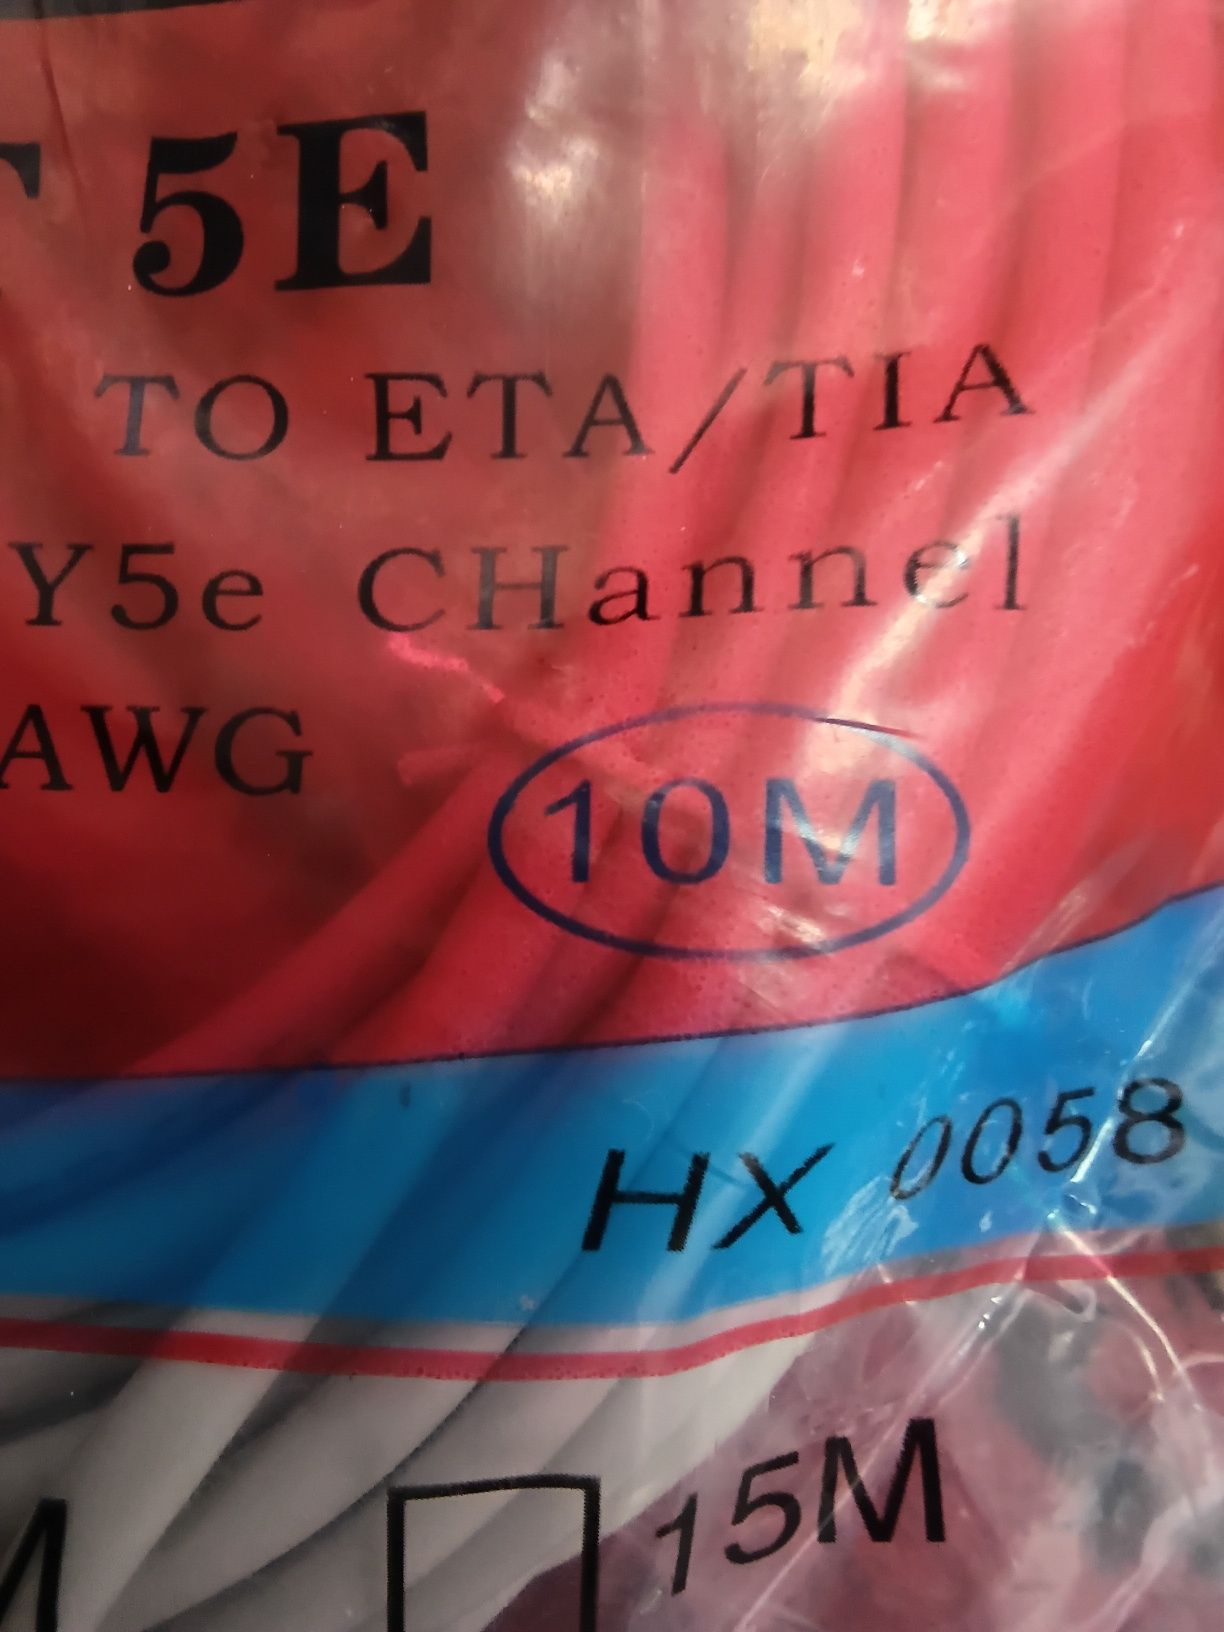 5E
TO ETA/TIA
Y5e CHannel
AWG
10M
HX 0058
15M